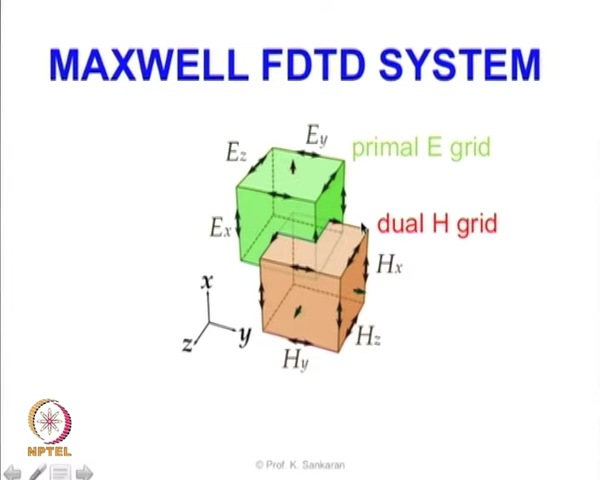 MAXWELL FDTD SYSTEM
Ey
Ez
primal E grid
Ex
dual H grid
Hx
x
y
z
Hz
Hy
NPTEL
© Prof. K. Sankaran